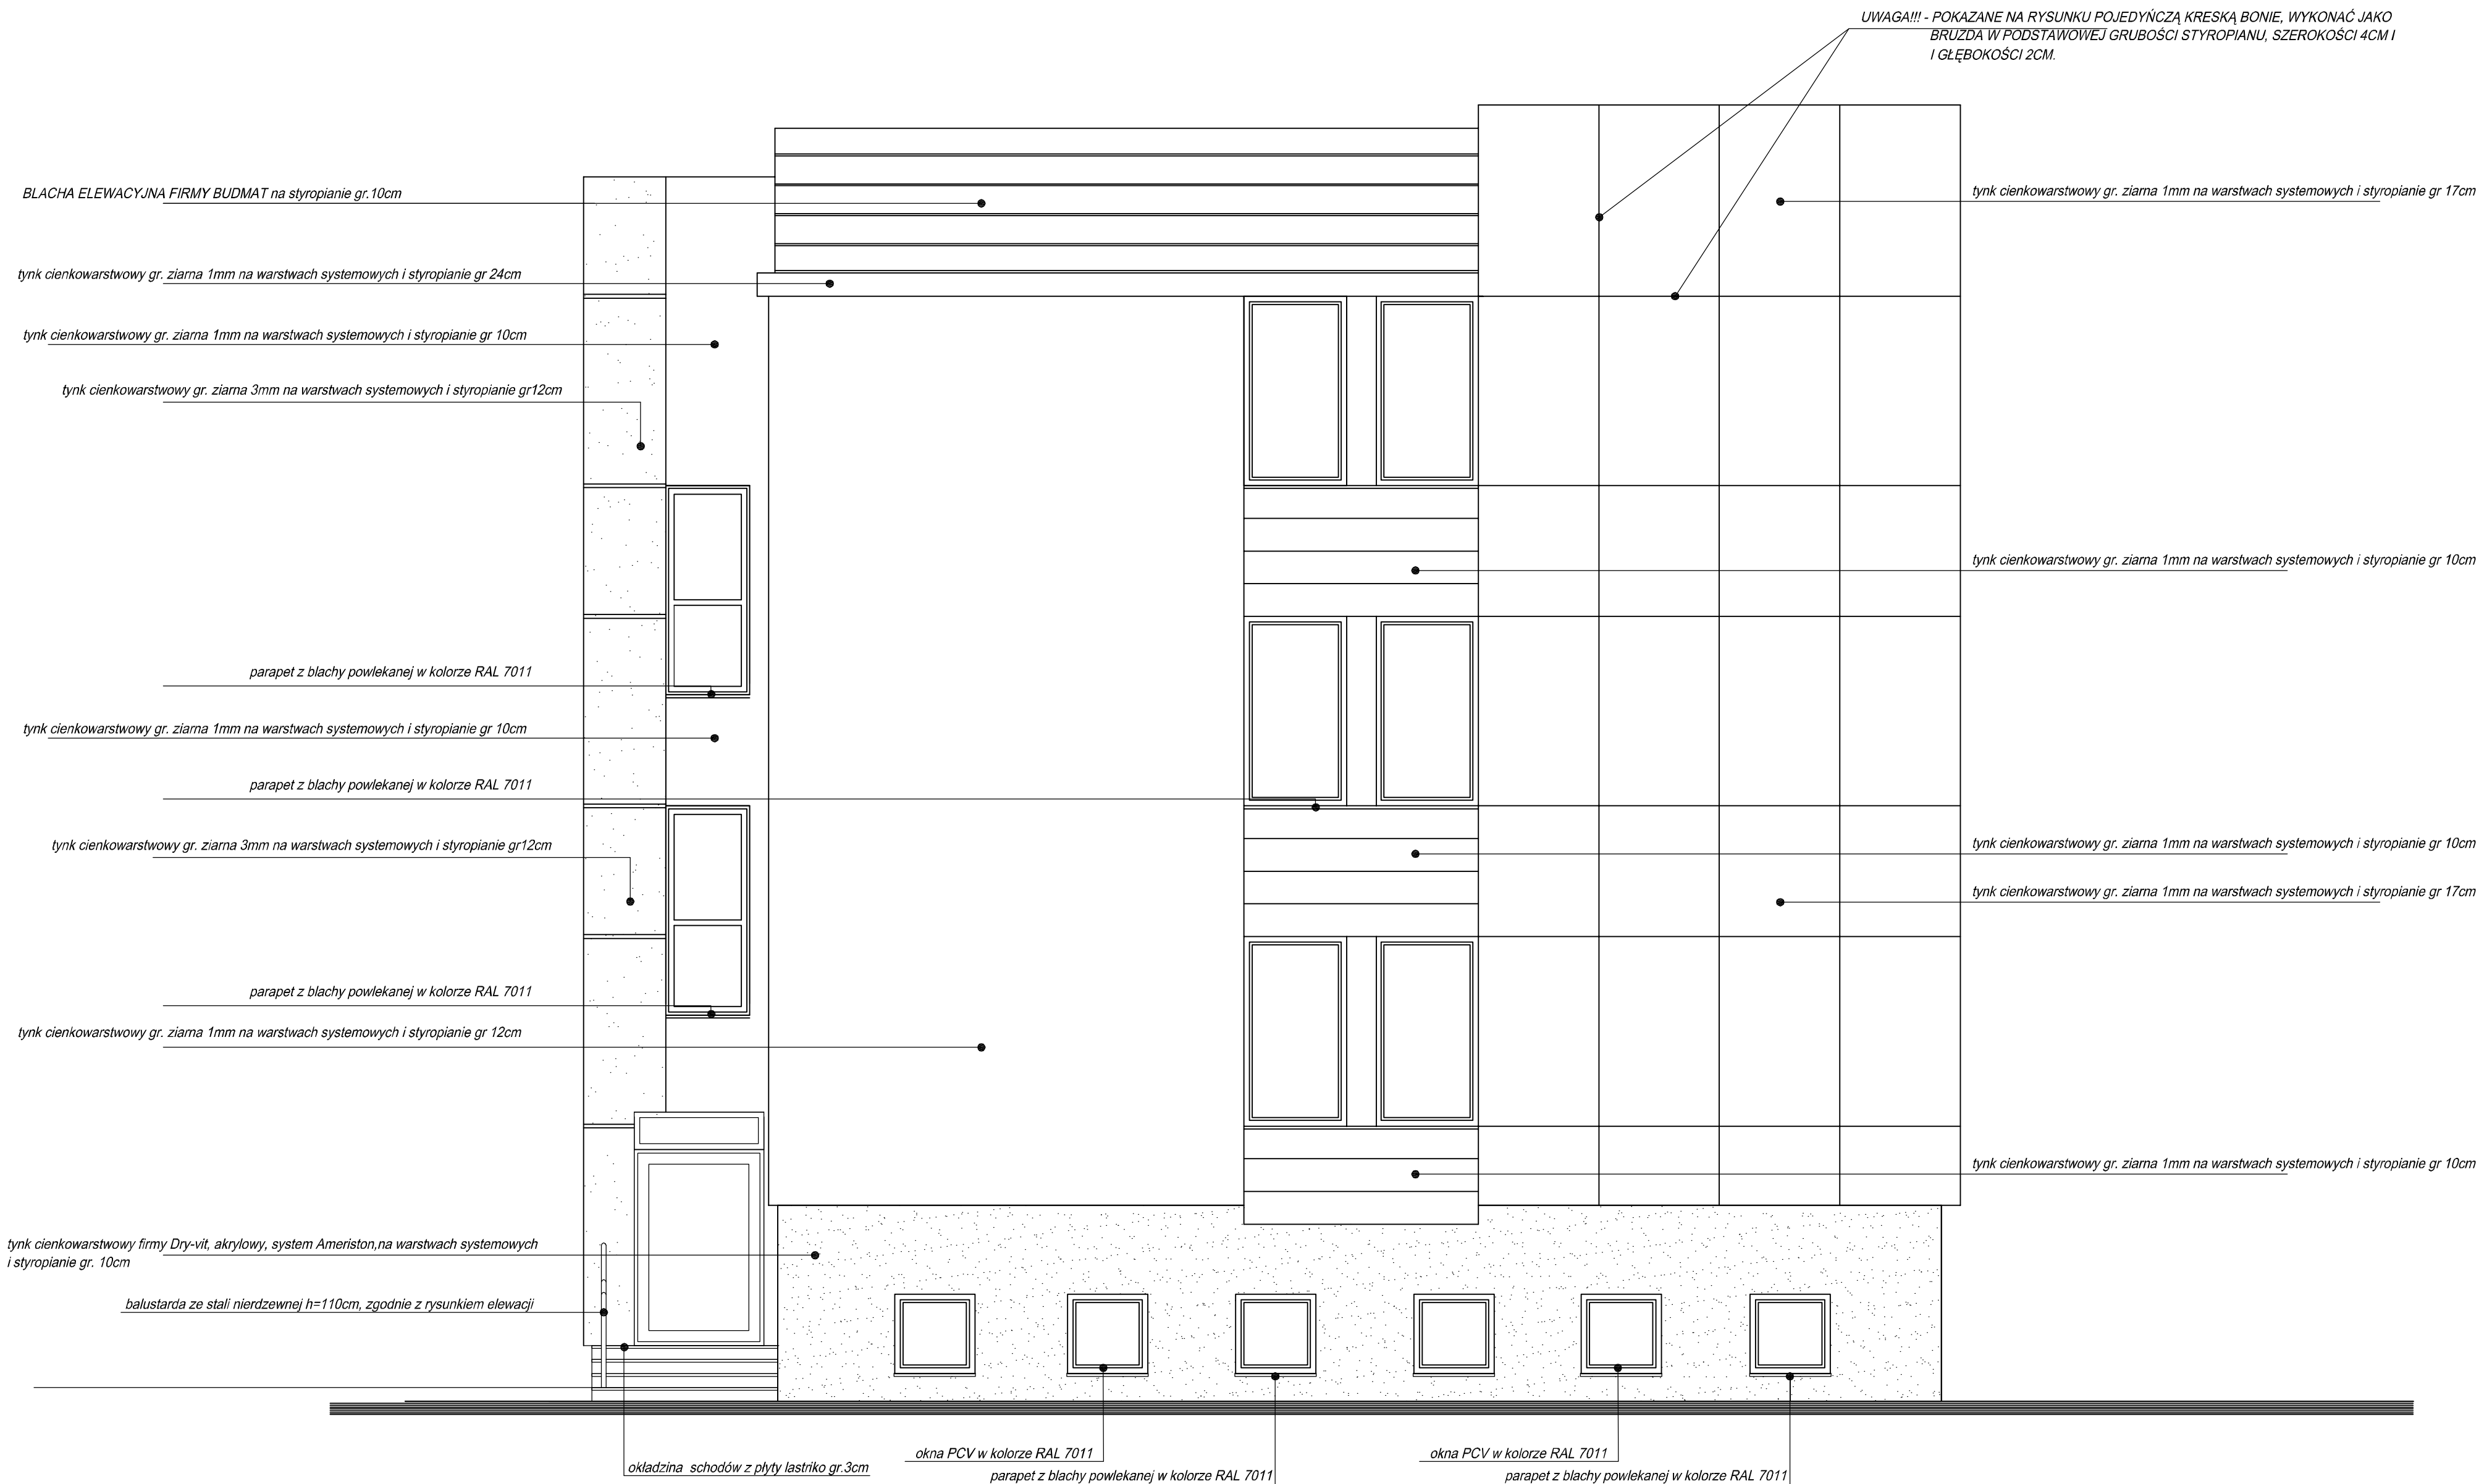 UWAGA!!! - POKAZANE NA RYSUNKU POJEDYŃCZĄ KRESKĄ BONIE, WYKONAĆ JAKO
BRUZDA W PODSTAWOWEJ GRUBOŚCI STYROPIANU, SZEROKOŚCI 4CM I
I GŁĘBOKOŚCI 2CM.
BLACHA ELEWACYJNA FIRMY BUDMAT na styropianie gr.10cm
tynk cienkowarstwowy gr. ziarna 1mm na warstwach systemowych i styropianie gr 17cm
tynk cienkowarstwowy gr. ziarna 1mm na warstwach systemowych i styropianie gr 24cm
tynk cienkowarstwowy gr. ziarna 1mm na warstwach systemowych i styropianie gr 10cm
tynk cienkowarstwowy gr. ziarna 3mm na warstwach systemowych i styropianie gr12cm
tynk cienkowarstwowy gr. ziarna 1mm na warstwach systemowych i styropianie gr 10cm
parapet z blachy powlekanej w kolorze RAL 7011
tynk cienkowarstwowy gr. ziarna 1mm na warstwach systemowych i styropianie gr 10cm
parapet z blachy powlekanej w kolorze RAL 7011
tynk cienkowarstwowy gr. ziarna 3mm na warstwach systemowych i styropianie gr12cm
tynk cienkowarstwowy gr. ziarna 1mm na warstwach systemowych i styropianie gr 10cm
tynk cienkowarstwowy gr. ziarna 1mm na warstwach systemowych i styropianie gr 17cm
parapet z blachy powlekanej w kolorze RAL 7011
tynk cienkowarstwowy gr. ziarna 1mm na warstwach systemowych i styropianie gr 12cm
tynk cienkowarstwowy gr. ziarna 1mm na warstwach systemowych i styropianie gr 10cm
tynk cienkowarstwowy firmy Dry-vit, akrylowy, system Ameriston,na warstwach systemowych
i styropianie gr. 10cm
balustarda ze stali nierdzewnej h=110cm, zgodnie z rysunkiem elewacji
okna PCV w kolorze RAL 7011
okna PCV w kolorze RAL 7011
okładzina schodów z płyty lastriko gr.3cm
parapet z blachy powlekanej w kolorze RAL 7011
parapet z blachy powlekanej w kolorze RAL 7011